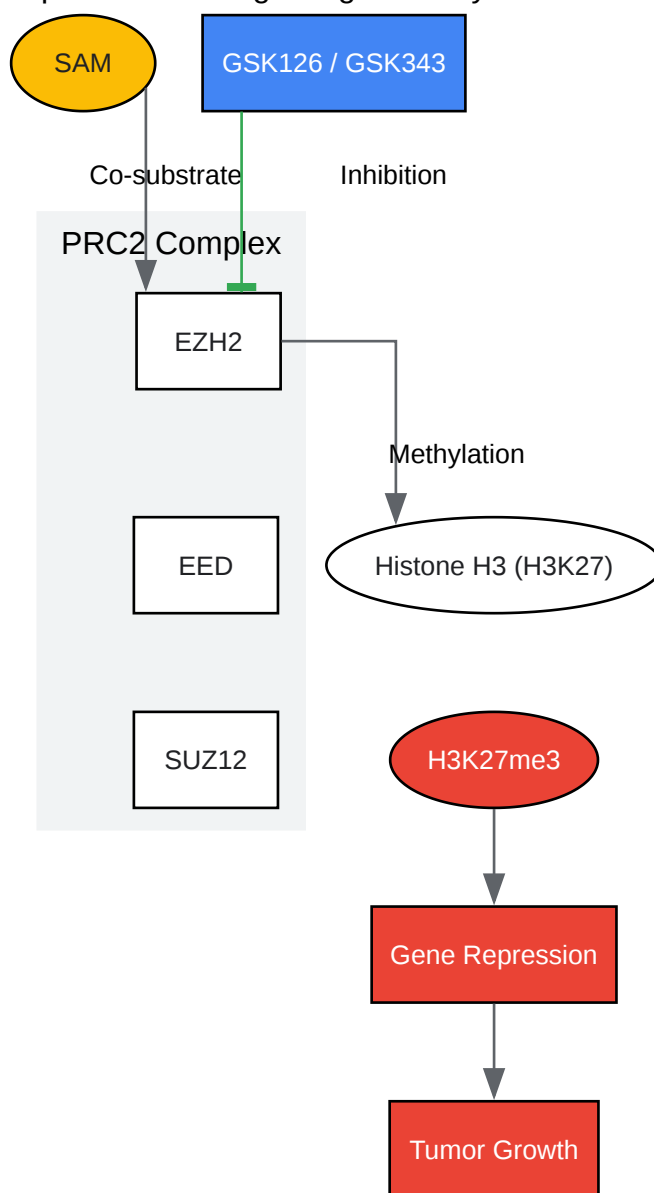 SAM
GSK126 / GSK343
Co-substrate
Inhibition
PRC2 Complex
EZH2
Methylation
EED
Histone H3 (H3K27)
SUZ12
H3K27me3
Gene Repression
Tumor Growth